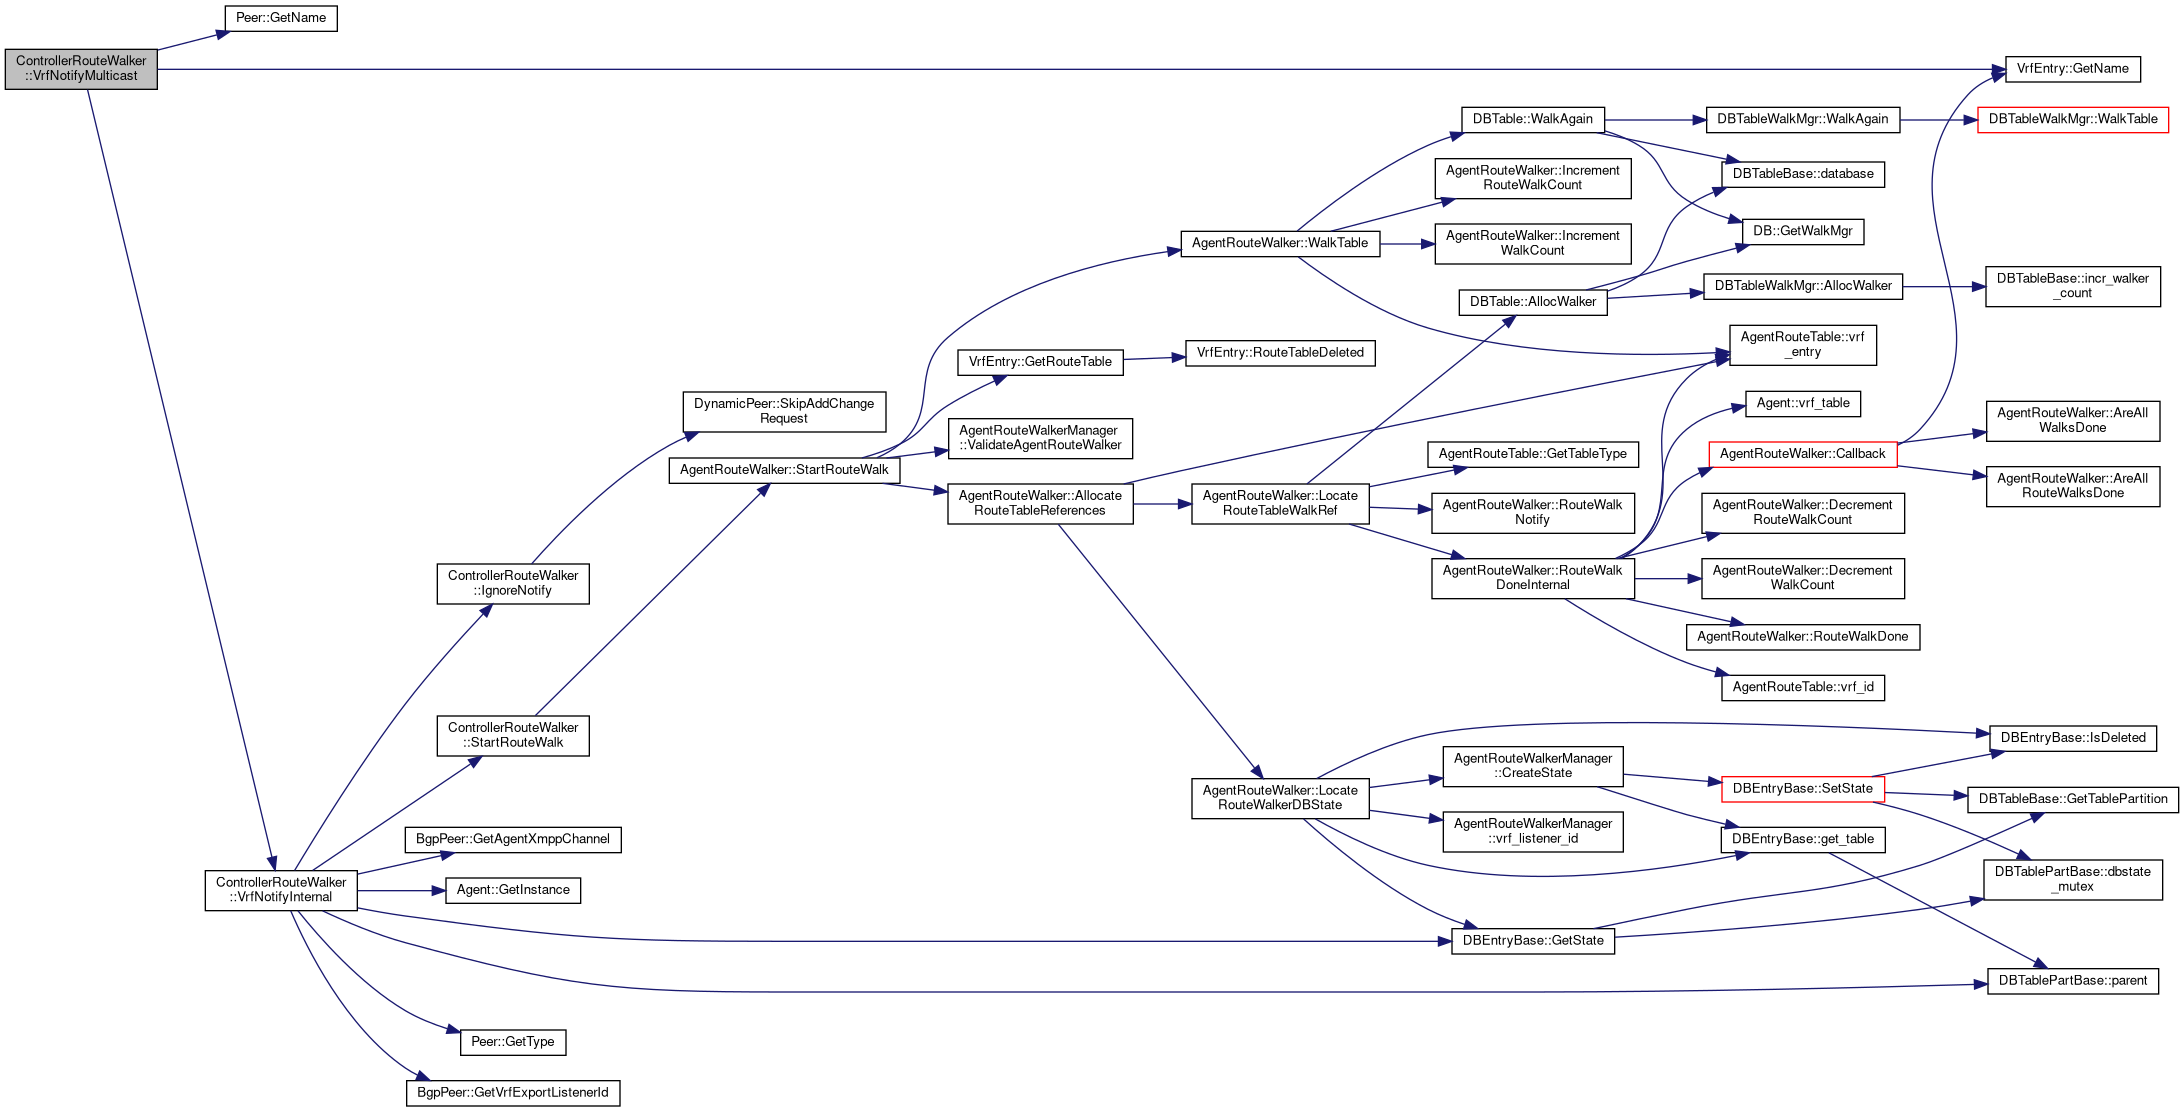 Peer::GetName
ControllerRouteWalker
::VrfNotifyMulticast
VrfEntry::GetName
DBTable::WalkAgain
DBTableWalkMgr::WalkAgain
DBTableWalkMgr::WalkTable
AgentRouteWalker::Increment
RouteWalkCount
DBTableBase::database
AgentRouteWalker::WalkTable
AgentRouteWalker::Increment
WalkCount
DB::GetWalkMgr
DBTable::AllocWalker
DBTableWalkMgr::AllocWalker
DBTableBase::incr_walker
_count
VrfEntry::GetRouteTable
VrfEntry::RouteTableDeleted
AgentRouteTable::vrf
_entry
DynamicPeer::SkipAddChange
Request
Agent::vrf_table
AgentRouteWalkerManager
::ValidateAgentRouteWalker
AgentRouteWalker::AreAll
WalksDone
AgentRouteTable::GetTableType
AgentRouteWalker::Callback
AgentRouteWalker::StartRouteWalk
AgentRouteWalker::AreAll
RouteWalksDone
AgentRouteWalker::Allocate
RouteTableReferences
AgentRouteWalker::Locate
RouteTableWalkRef
AgentRouteWalker::RouteWalk
Notify
AgentRouteWalker::Decrement
RouteWalkCount
ControllerRouteWalker
::IgnoreNotify
AgentRouteWalker::RouteWalk
DoneInternal
AgentRouteWalker::Decrement
WalkCount
AgentRouteWalker::RouteWalkDone
AgentRouteTable::vrf_id
ControllerRouteWalker
::StartRouteWalk
DBEntryBase::IsDeleted
AgentRouteWalkerManager
::CreateState
AgentRouteWalker::Locate
RouteWalkerDBState
DBEntryBase::SetState
DBTableBase::GetTablePartition
AgentRouteWalkerManager
::vrf_listener_id
BgpPeer::GetAgentXmppChannel
DBEntryBase::get_table
ControllerRouteWalker
::VrfNotifyInternal
Agent::GetInstance
DBTablePartBase::dbstate
_mutex
DBEntryBase::GetState
DBTablePartBase::parent
Peer::GetType
BgpPeer::GetVrfExportListenerId